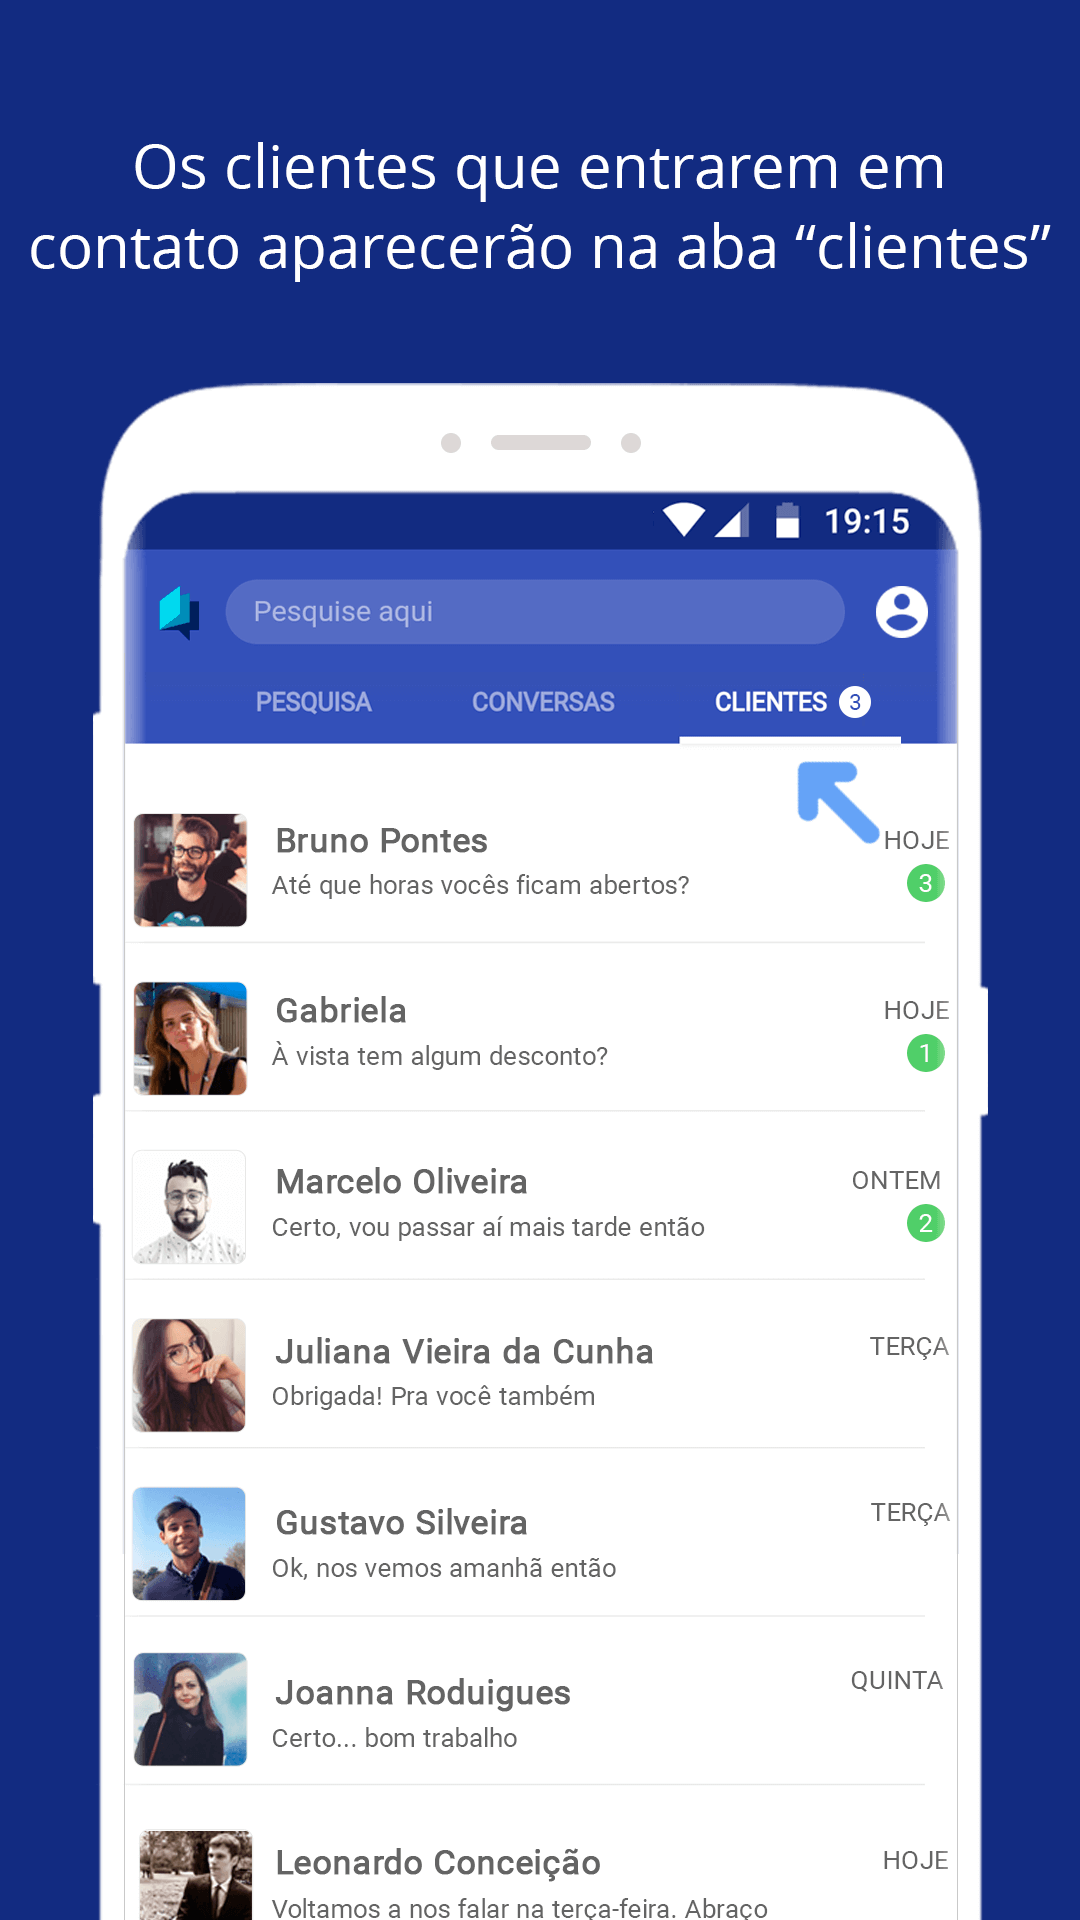 Os clientes que entrarem em
contato aparecerão na aba “clientes”
19:15
Pesquise aqui
PESQUISA CONVERSAS CLIENTES 3
Bruno Pontes HOJE
Até que horas vocês ficam abertos? 3
Gabriela HOJE
À vista tem algum desconto? 1
Marcelo Oliveira ONTEM
Certo, vou passar aí mais tarde então 2
Juliana Vieira da Cunha TERÇA
Obrigada! Pra você também
Gustavo Silveira TERÇA
Ok, nos vemos amanhã então
Joanna Roduigues QUINTA
Certo... bom trabalho
Leonardo Conceição HOJE
Voltamos a nos falar na terça-feira. Abraço